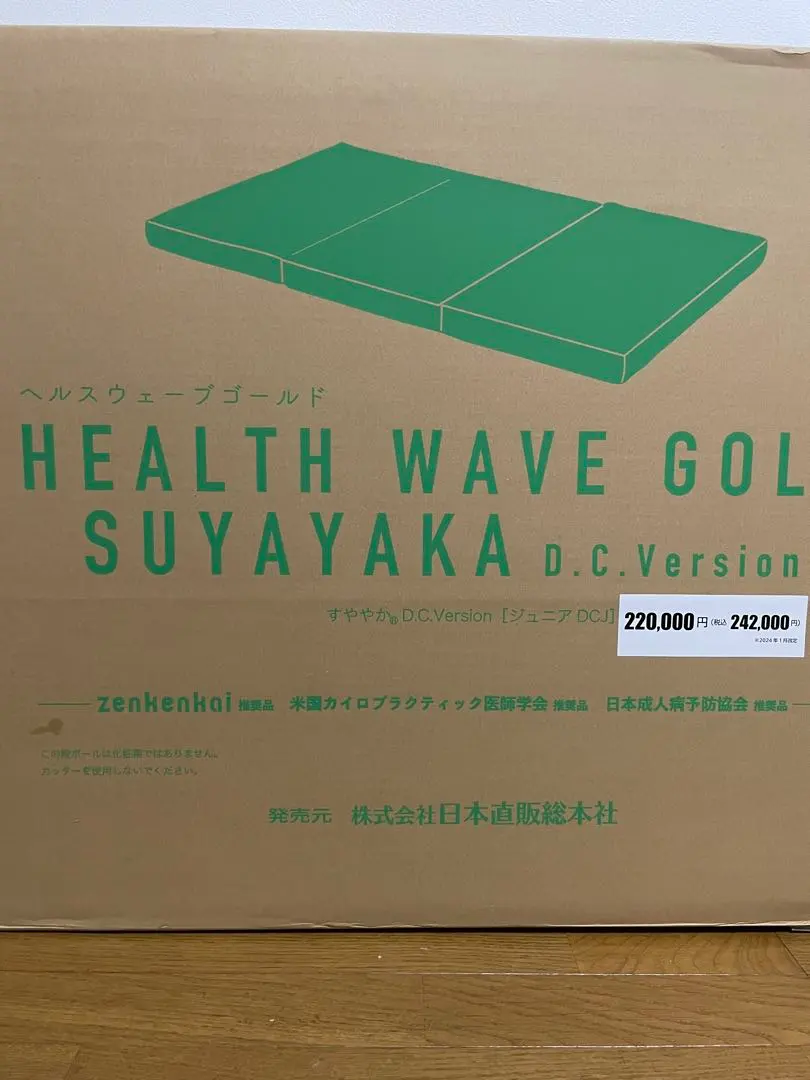 ヘルスウェーブゴールド
HEALTH WAVE GOL
SUYAYAKA D.C.Version
すややか® D.C.Version［ジュニアDCJ］ 220,000円(税込 242,000円)
※2024年1月改定
zenkenkai 推奨品 米国カイロプラクティック医師学会 推奨品 日本成人病予防協会 推奨品
この段ボールは化粧箱ではありません。
カッターを使用しないでください。
発売元 株式会社日本直販総本社